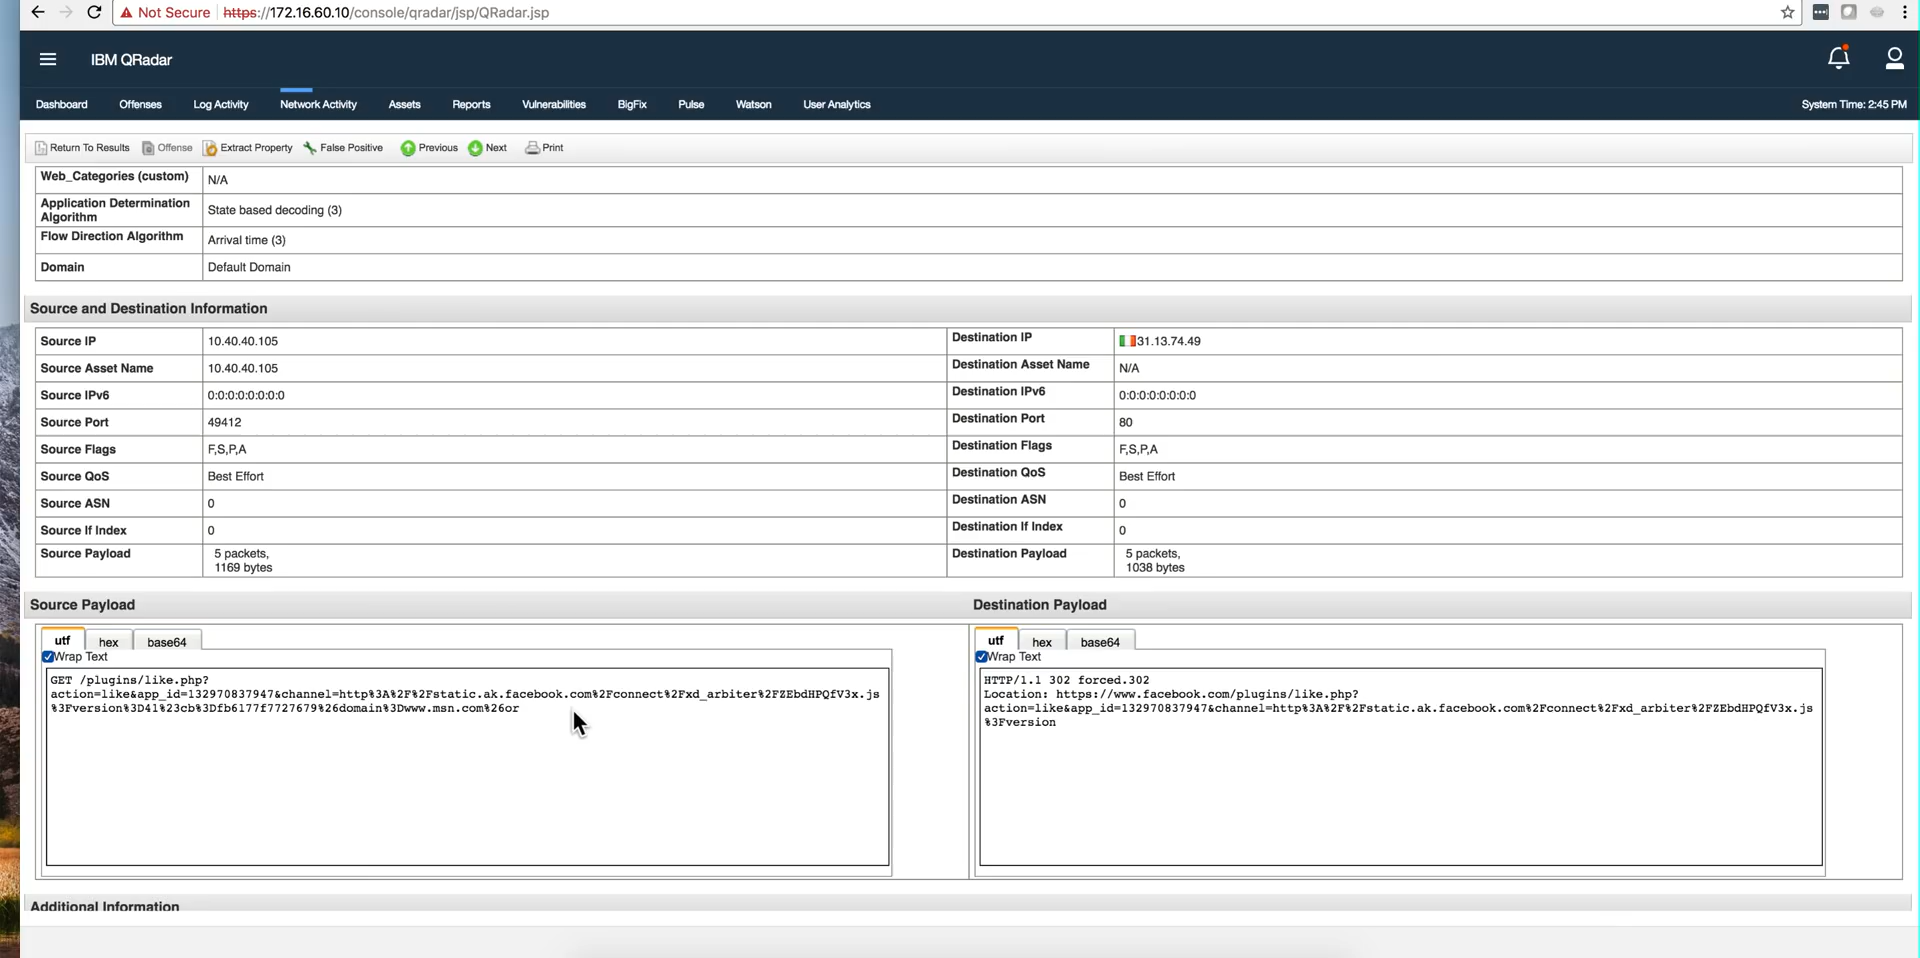 Not Secure https://172.16.60.10/console/qradar/jsp/QRadar.jsp
IBM QRadar
Dashboard Offenses Log Activity Network Activity Assets Reports Vulnerabilities BigFix Pulse Watson User Analytics System Time: 2:45 PM
Return To Results Offense Extract Property False Positive Previous Next Print
Web_Categories (custom) N/A
Application Determination
Algorithm State based decoding (3)
Flow Direction Algorithm Arrival time (3)
Domain Default Domain
Source and Destination Information
Source IP 10.40.40.105 Destination IP 31.13.74.49
Source Asset Name 10.40.40.105 Destination Asset Name N/A
Source IPv6 0:0:0:0:0:0:0:0 Destination IPv6 0:0:0:0:0:0:0:0
Source Port 49412 Destination Port 80
Source Flags F,S,P,A Destination Flags F,S,P,A
Source QoS Best Effort Destination QoS Best Effort
Source ASN 0 Destination ASN 0
Source If Index 0 Destination If Index 0
Source Payload 5 packets, Destination Payload 5 packets,
1169 bytes 1038 bytes
Source Payload Destination Payload
utf hex base64 utf hex base64
Wrap Text Wrap Text
GET /plugins/like.php?
action=like&app_id=132970837947&channel=http%3A%2F%2Fstatic.ak.facebook.com%2Fconnect%2Fxd_arbiter%2FZEbdHPQfV3x.js
%3Fversion%3D41%23cb%3Dfb6177f7727679%26domain%3Dwww.msn.com%26or
HTTP/1.1 302 forced.302
Location: https://www.facebook.com/plugins/like.php?
action=like&app_id=132970837947&channel=http%3A%2F%2Fstatic.ak.facebook.com%2Fconnect%2Fxd_arbiter%2FZEbdHPQfV3x.js
%3Fversion
Additional Information